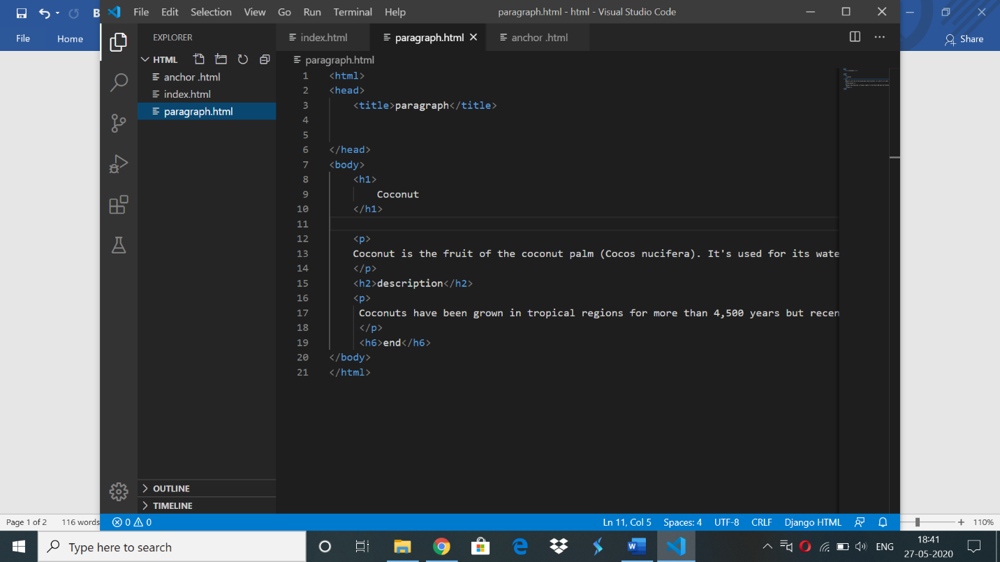 File Edit Selection View Go Run Terminal Help paragraph.html - html - Visual Studio Code
B
File Home Share
EXPLORER
index.html paragraph.html anchor .html
HTML
paragraph.html
anchor .html
index.html
paragraph.html
1 <html>
2 <head>
3 <title>paragraph</title>
4
5
6 </head>
7 <body>
8 <h1>
9 Coconut
10 </h1>
11
12 <p>
13 Coconut is the fruit of the coconut palm (Cocos nucifera). It's used for its wate
14 </p>
15 <h2>description</h2>
16 <p>
17 Coconuts have been grown in tropical regions for more than 4,500 years but recen
18 </p>
19 <h6>end</h6>
20 </body>
21 </html>
OUTLINE
TIMELINE
Page 1 of 2 116 words 0 0 Ln 11, Col 5 Spaces: 4 UTF-8 CRLF Django HTML 110%
Type here to search ENG 18:41
27-05-2020